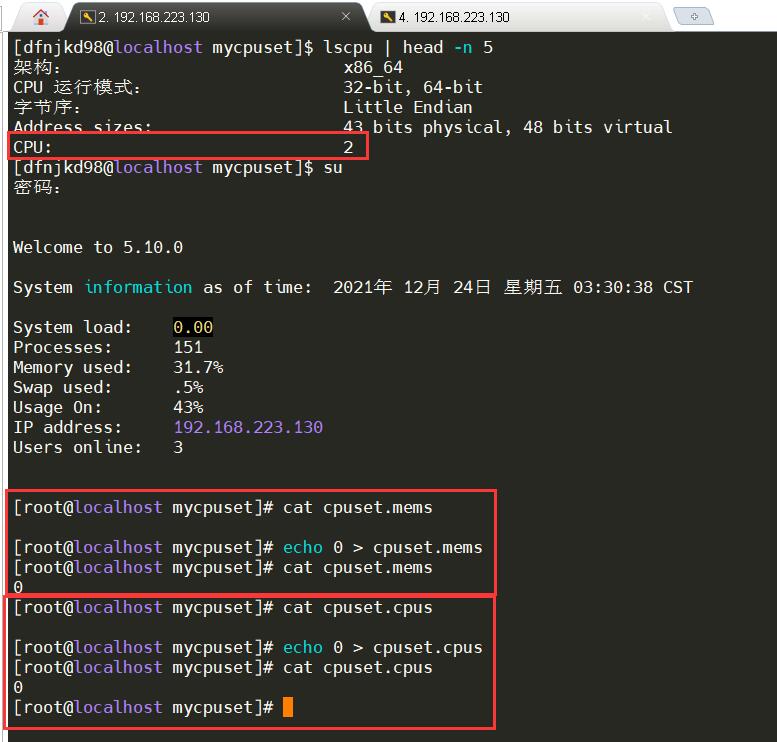 2. 192.168.223.130
4. 192.168.223.130
[dfnjkd98@localhost mycpuset]$ lscpu | head -n 5
架构: x86_64
CPU 运行模式: 32-bit, 64-bit
字节序: Little Endian
Address sizes: 43 bits physical, 48 bits virtual
CPU: 2
[dfnjkd98@localhost mycpuset]$ su
密码:
Welcome to 5.10.0
System information as of time: 2021年 12月 24日 星期五 03:30:38 CST
System load: 0.00
Processes: 151
Memory used: 31.7%
Swap used: .5%
Usage On: 43%
IP address: 192.168.223.130
Users online: 3
[root@localhost mycpuset]# cat cpuset.mems
[root@localhost mycpuset]# echo 0 > cpuset.mems
[root@localhost mycpuset]# cat cpuset.mems
0
[root@localhost mycpuset]# cat cpuset.cpus
[root@localhost mycpuset]# echo 0 > cpuset.cpus
[root@localhost mycpuset]# cat cpuset.cpus
0
[root@localhost mycpuset]#